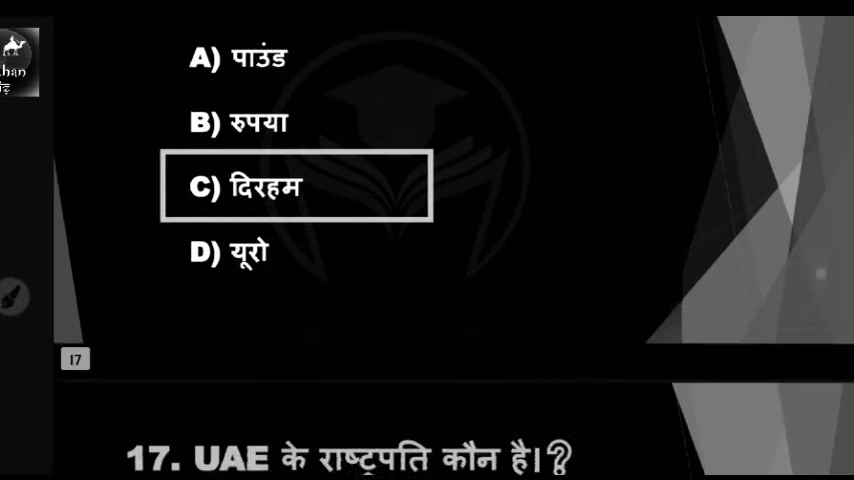 A) पाउंड
B) रुपया
C) दिरहम
D) यूरो
17
17. UAE के राष्ट्रपति कौन है।?